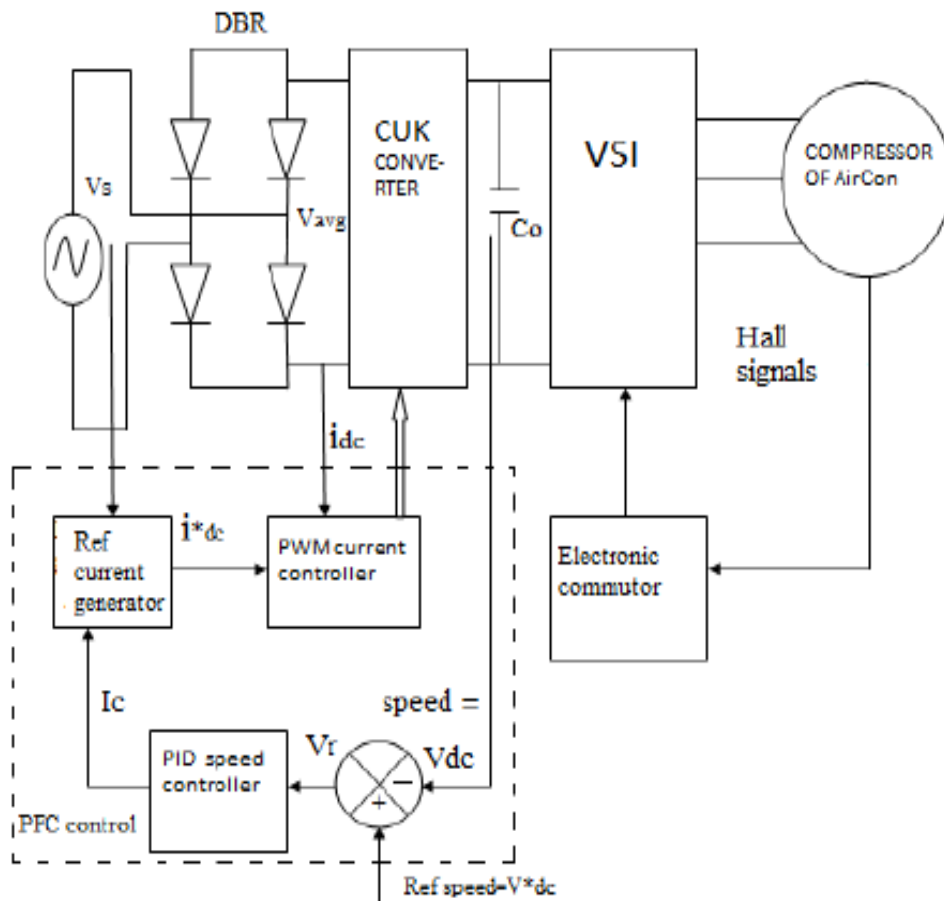 DBR
CUK
CONVE-
RTER
VSI
COMPRESSOR
OF AirCon
Vs
Vavg
Co
Hall
signals
idc
i*dc
Ref
current
generator
PWM current
controller
Electronic
commutor
Ic
speed =
PID speed
controller
Vr
Vdc
−
+
PFC control
Ref speed=V*dc